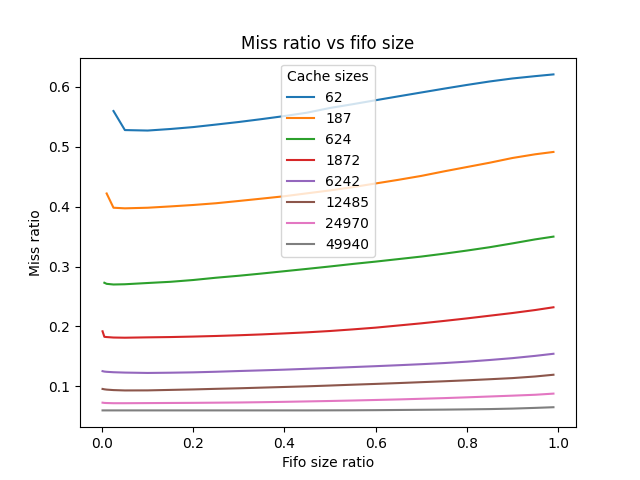 Miss ratio vs fifo size
Cache sizes
62
187
624
1872
6242
12485
24970
49940
0.6
0.5
0.4
0.3
0.2
0.1
Miss ratio
0.0 0.2 0.4 0.6 0.8 1.0
Fifo size ratio